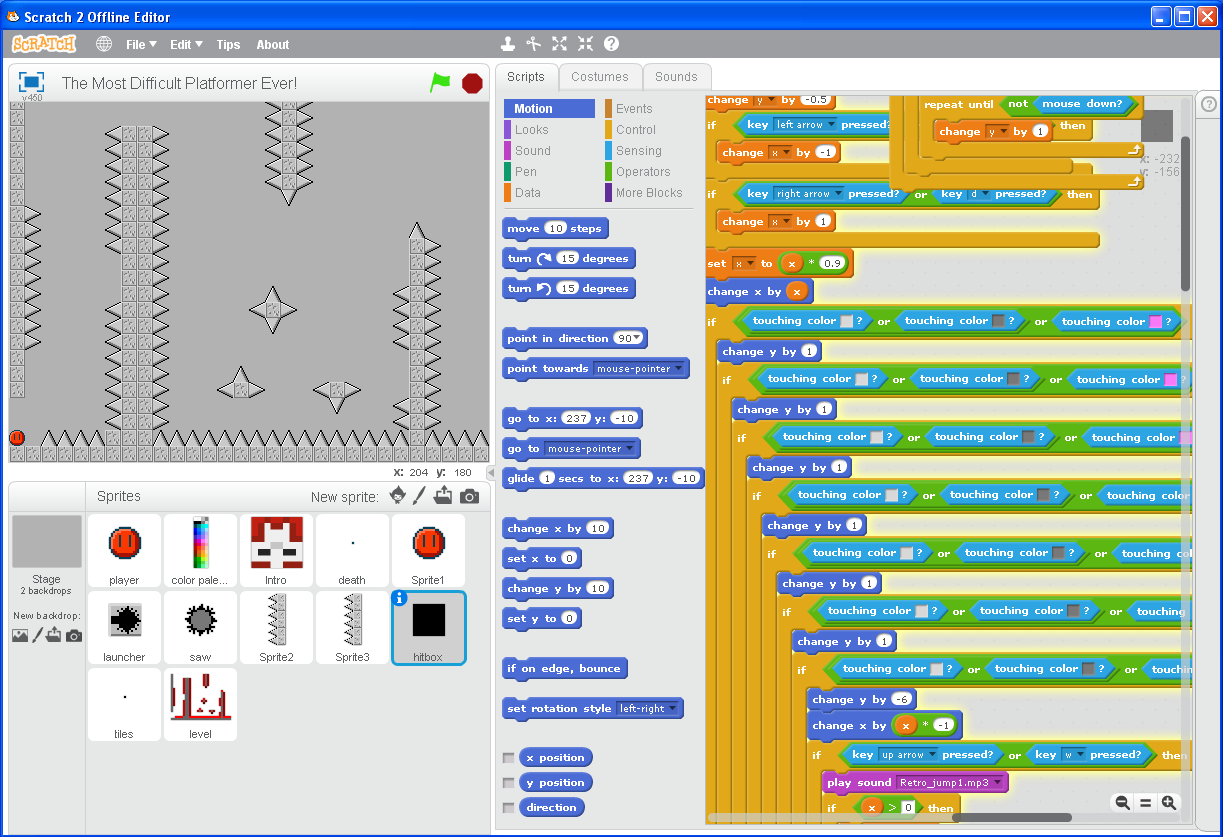 Scratch 2 Offline Editor
SCRATCH
File Edit Tips About
v460
The Most Difficult Platformer Ever!
X: 204 Y: 180
Sprites
New sprite:
Stage
2 backdrops
New backdrop:
player
color pale...
Intro
death
Sprite1
launcher
saw
Sprite2
Sprite3
hitbox
tiles
level
Scripts Costumes Sounds
Motion
Looks
Sound
Pen
Data
Events
Control
Sensing
Operators
More Blocks
move 10 steps
turn 15 degrees
turn 15 degrees
point in direction 90
point towards mouse-pointer
go to x: 237 y: -10
go to mouse-pointer
glide 1 secs to x: 237 y: -10
change x by 10
set x to 0
change y by 10
set y to 0
if on edge, bounce
set rotation style left-right
x position
y position
direction
change y by -0.5
if key left arrow pressed?
change x by -1
repeat until not mouse down?
change y by 1
then
x: -232
y: -156
if key right arrow pressed? or key d pressed? then
change x by 1
set x to x * 0.9
change x by x
if touching color ? or touching color ? or touching color ?
change y by 1
if touching color ? or touching color ? or touching color ?
change y by 1
if touching color ? or touching color ? or touching color
change y by 1
if touching color ? or touching color ? or touching color
change y by 1
if touching color ? or touching color ? or touching co
change y by 1
if touching color ? or touching color ? or touching
change y by 1
if touching color ? or touching color ? or touchin
change y by -6
change x by x * -1
if key up arrow pressed? or key w pressed? then
play sound Retro_jump1.mp3
if x > 0 then